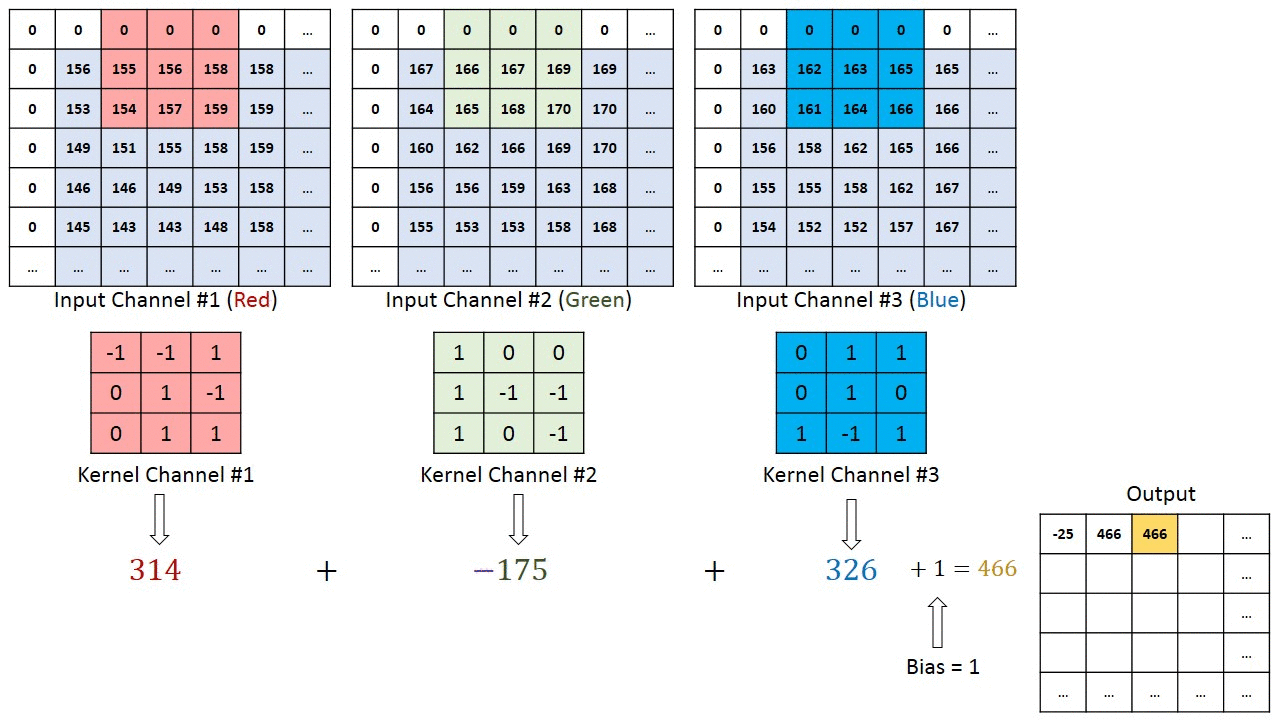 0 0 0 0 0 0 ...
0 156 155 156 158 158 ...
0 153 154 157 159 159 ...
0 149 151 155 158 159 ...
0 146 146 149 153 158 ...
0 145 143 143 148 158 ...
... ... ... ... ... ... ...
Input Channel #1 (Red)
0 0 0 0 0 0 ...
0 167 166 167 169 169 ...
0 164 165 168 170 170 ...
0 160 162 166 169 170 ...
0 156 156 159 163 168 ...
0 155 153 153 158 168 ...
... ... ... ... ... ... ...
Input Channel #2 (Green)
0 0 0 0 0 0 ...
0 163 162 163 165 165 ...
0 160 161 164 166 166 ...
0 156 158 162 165 166 ...
0 155 155 158 162 167 ...
0 154 152 152 157 167 ...
... ... ... ... ... ... ...
Input Channel #3 (Blue)
-1 -1 1
0 1 -1
0 1 1
Kernel Channel #1
1 0 0
1 -1 -1
1 0 -1
Kernel Channel #2
0 1 1
0 1 0
1 -1 1
Kernel Channel #3
314 + −175 + 326 + 1 = 466
Bias = 1
Output
-25 466 466 ...
...
...
...
... ... ... ... ...